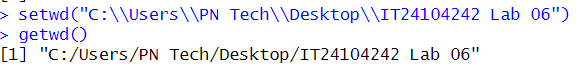 > setwd("C:\\Users\\PN Tech\\Desktop\\IT24104242 Lab 06")
> getwd()
[1] "C:/Users/PN Tech/Desktop/IT24104242 Lab 06"